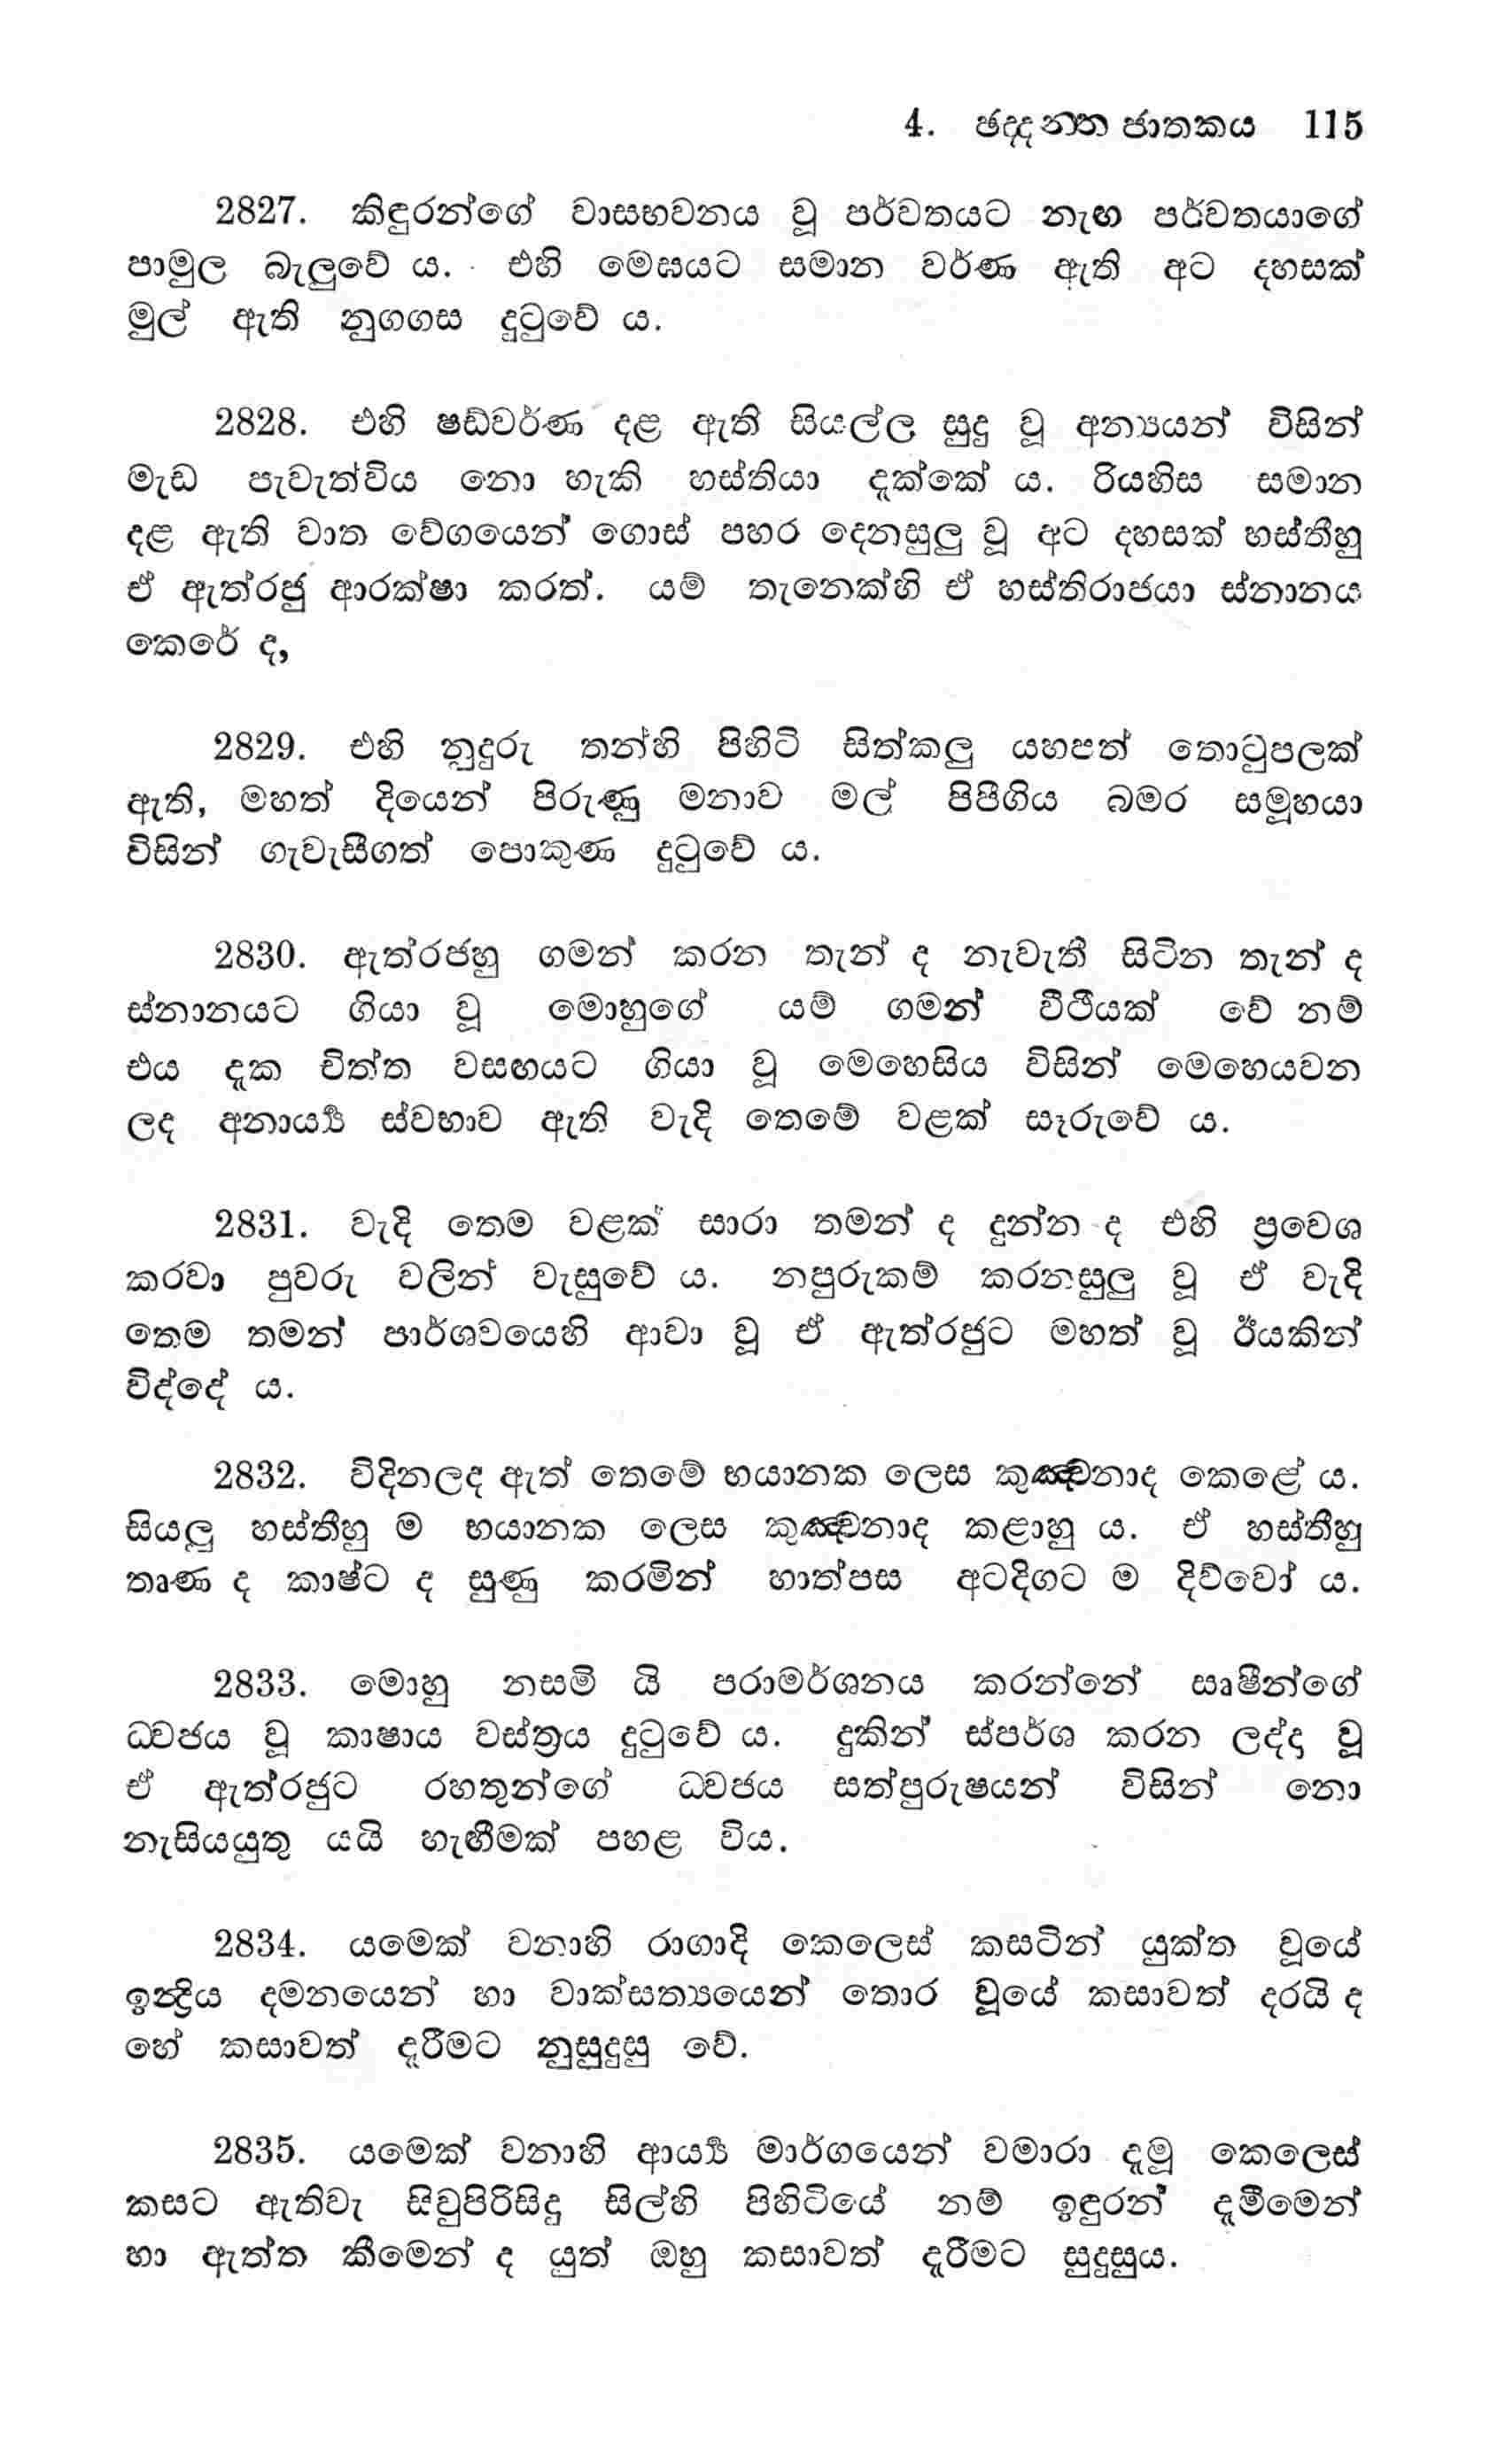 4. ඡද්දන්ත ජාතකය 115
2827. කිඳුරන්ගේ වාසභවනය වූ පර්වතයට නැඟ පර්වතයාගේ
පාමුල බැලුවේ ය. එහි මෙඝයට සමාන වර්ණ ඇති අට දහසක්
මුල් ඇති නුගගස දුටුවේ ය.
2828. එහි ෂඩ්වර්ණ දළ ඇති සියල්ල සුදු වූ අන්‍යයන් විසින්
මැඩ පැවැත්විය නො හැකි හස්තියා දැක්කේ ය. රියහිස සමාන
දළ ඇති වාත වේගයෙන් ගොස් පහර දෙනසුලු වූ අට දහසක් හස්තීහු
ඒ ඇත්රජු ආරක්ෂා කරත්. යම් තැනෙක්හි ඒ හස්තිරාජයා ස්නානය
කෙරේ ද,
2829. එහි නුදුරු තන්හි පිහිටි සිත්කලු යහපත් තොටුපලක්
ඇති, මහත් දියෙන් පිරුණු මනාව මල් පිපීගිය බමර සමූහයා
විසින් ගැවැසීගත් පොකුණ දුටුවේ ය.
2830. ඇත්රජහු ගමන් කරන තැන් ද නැවැතී සිටින තැන් ද
ස්නානයට ගියා වූ මොහුගේ යම් ගමන් වීථියක් වේ නම්
එය දැක චිත්ත වසඟයට ගියා වූ මෙහෙසිය විසින් මෙහෙයවන
ලද අනාර්‍ය්‍ය ස්වභාව ඇති වැදි තෙමේ වළක් සෑරුවේ ය.
2831. වැදි තෙම වළක් සාරා තමන් ද දුන්න ද එහි ප්‍රවෙශ
කරවා පුවරු වලින් වැසුවේ ය. නපුරුකම් කරනසුලු වූ ඒ වැදි
තෙම තමන් පාර්ශවයෙහි ආවා වූ ඒ ඇත්රජුට මහත් වූ ඊයකින්
විද්දේ ය.
2832. විදිනලද ඇත් තෙමේ භයානක ලෙස කුඤ්චනාද කෙළේ ය.
සියලු හස්තීහු ම භයානක ලෙස කුඤ්චනාද කළාහු ය. ඒ හස්තීහු
තෘණ ද කාෂ්ට ද සුණු කරමින් හාත්පස අටදිගට ම දිව්වෝ ය.
2833. මොහු නසමි යි පරාමර්ශනය කරන්නේ සෘෂීන්ගේ
ධ්වජය වූ කාෂාය වස්ත්‍රය දුටුවේ ය. දුකින් ස්පර්ශ කරන ලද්ද වූ
ඒ ඇත්රජුට රහතුන්ගේ ධ්වජය සත්පුරුෂයන් විසින් නො
නැසියයුතු යයි හැඟීමක් පහළ විය.
2834. යමෙක් වනාහි රාගාදි කෙලෙස් කසටින් යුක්ත වූයේ
ඉන්ද්‍රිය දමනයෙන් හා වාක්සත්‍යයෙන් තොර වූයේ කසාවත් දරයි ද
හේ කසාවත් දැරීමට නුසුදුසු වේ.
2835. යමෙක් වනාහි ආර්‍ය්‍ය මාර්ගයෙන් වමාරා දැමූ කෙලෙස්
කසට ඇතිවැ සිවුපිරිසිදු සිල්හි පිහිටියේ නම් ඉඳුරන් දැමීමෙන්
හා ඇත්ත කීමෙන් ද යුත් ඔහු කසාවත් දැරීමට සුදුසුය.